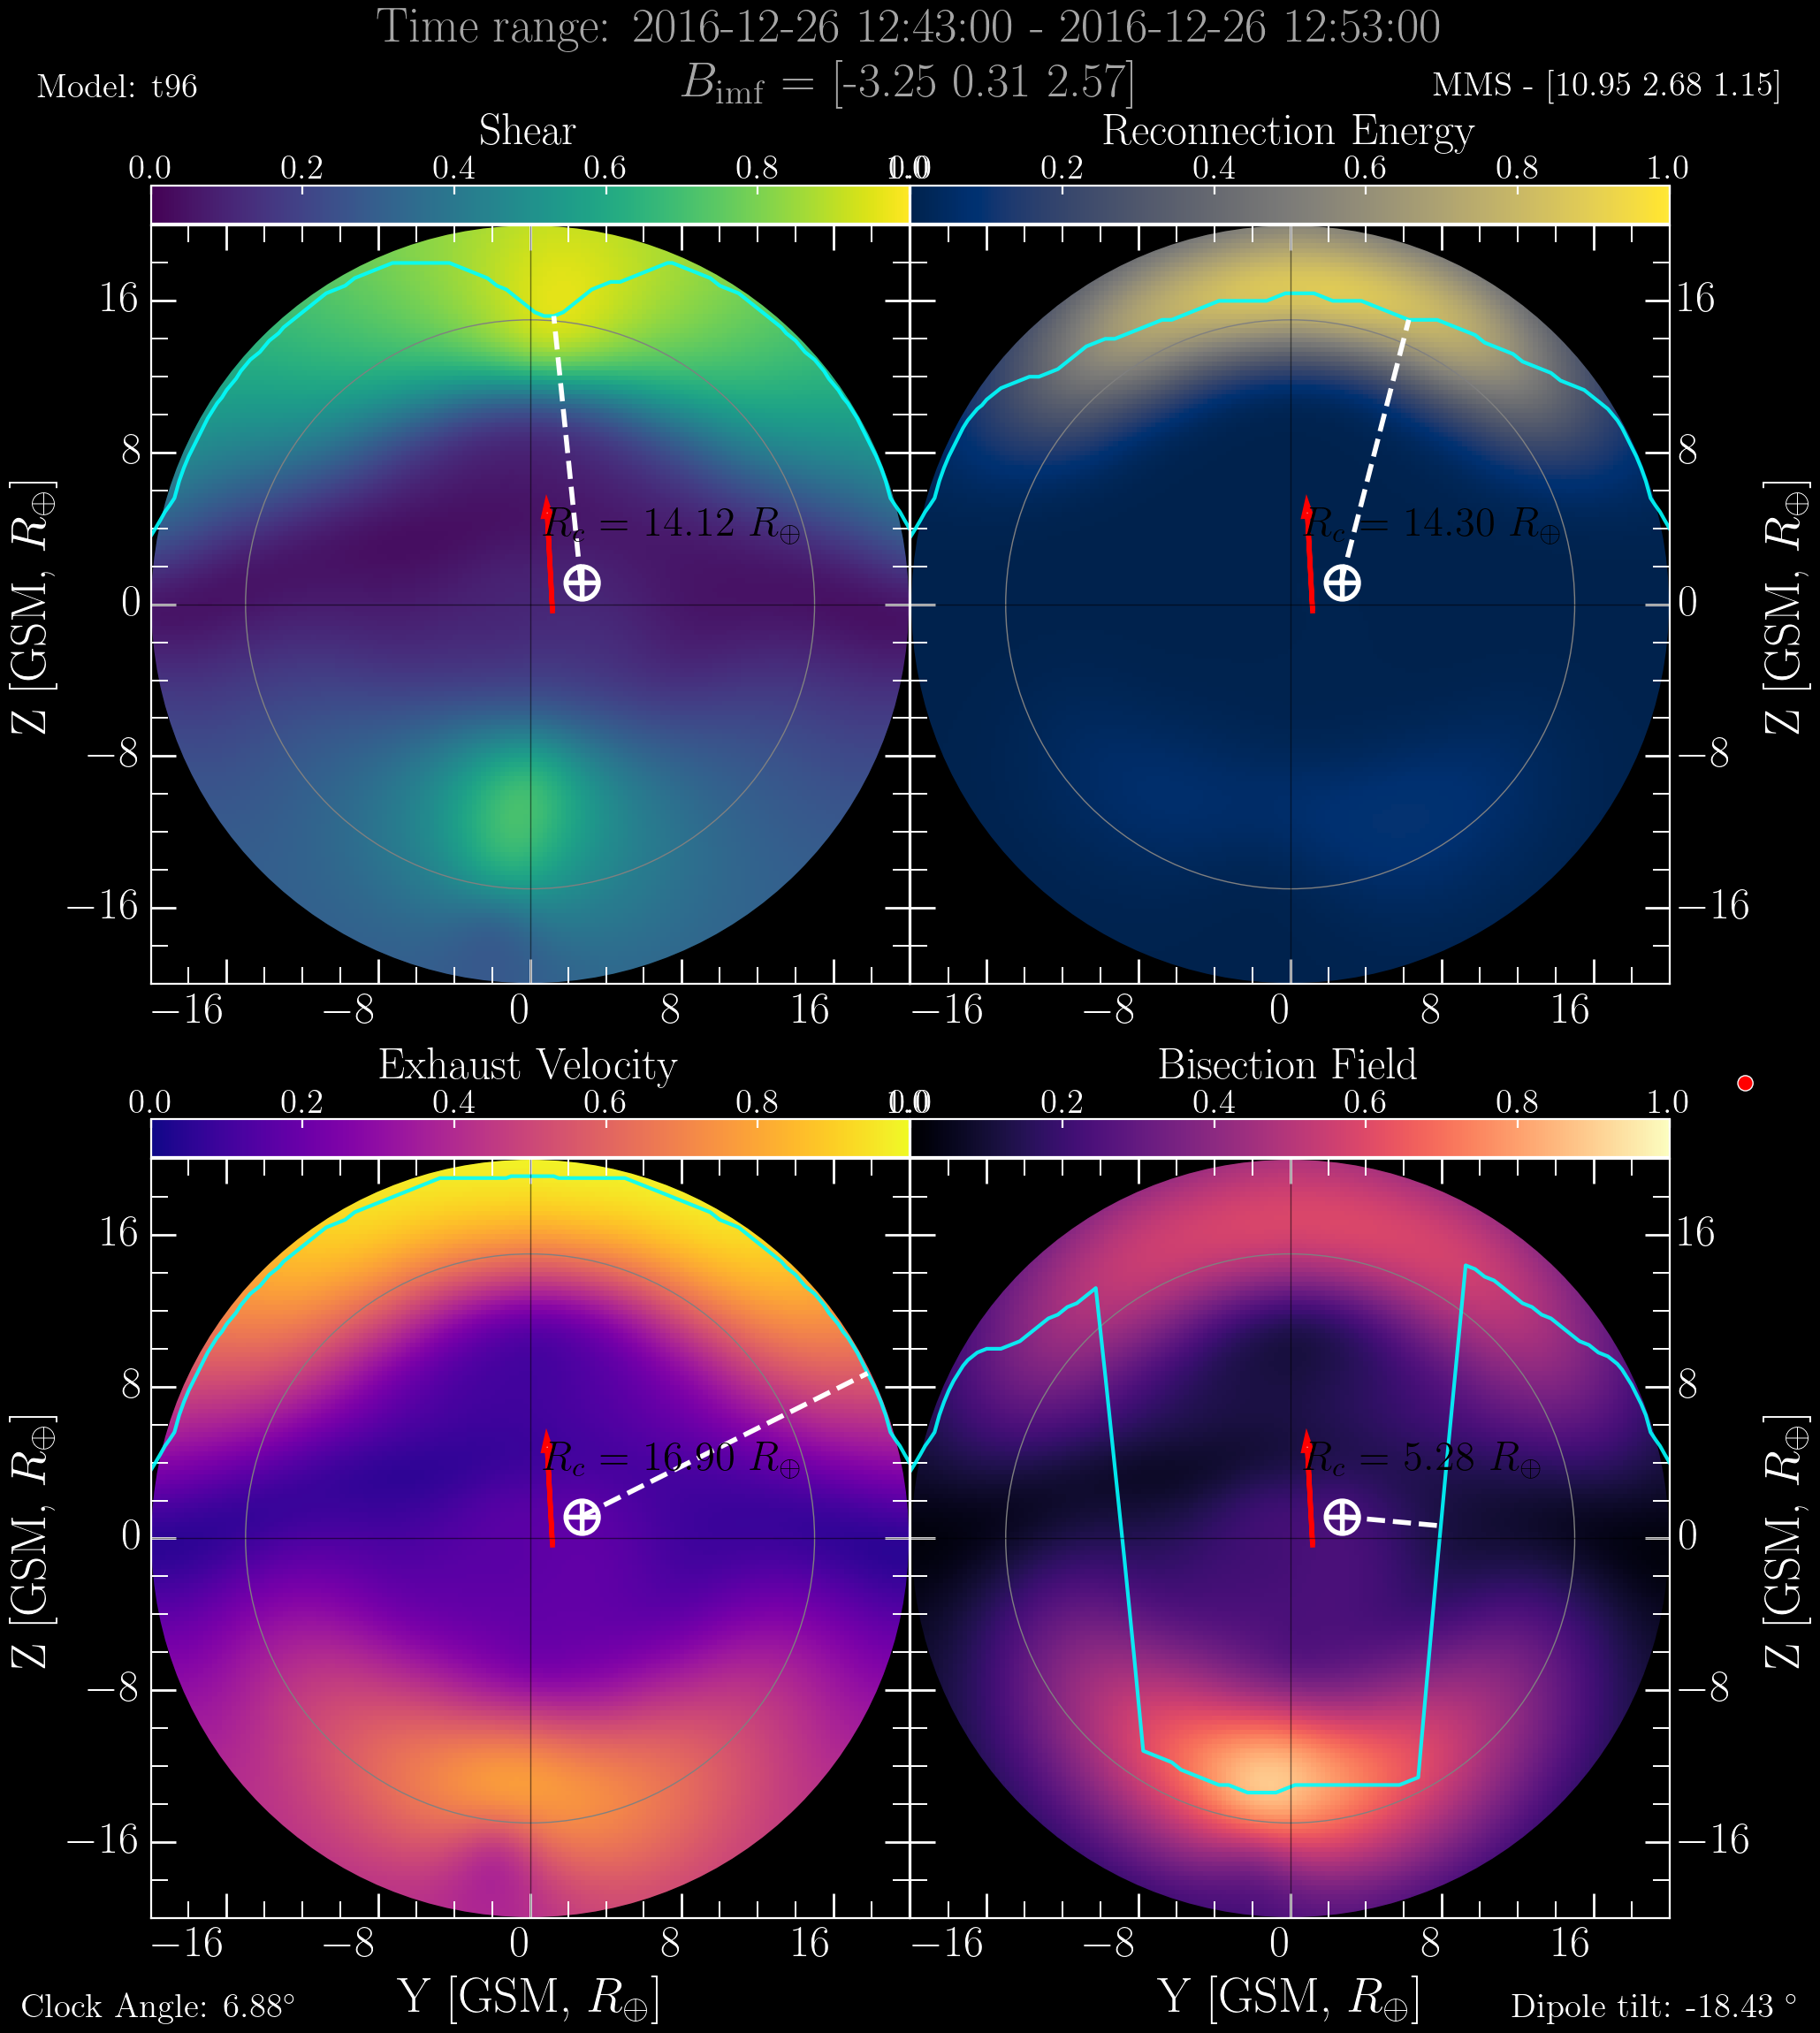 Time range: 2016-12-26 12:43:00 - 2016-12-26 12:53:00
Model: t96
B_imf = [-3.25 0.31 2.57]
MMS - [10.95 2.68 1.15]
Shear
Reconnection Energy
0.0 0.2 0.4 0.6 0.8 1.0
0.0 0.2 0.4 0.6 0.8 1.0
16
8
0
−8
−16
Z [GSM, R⊕]
R_c = 14.12 R⊕
R_c = 14.30 R⊕
16
8
0
−8
−16
Z [GSM, R⊕]
−16 −8 0 8 16
−16 −8 0 8 16
Exhaust Velocity
Bisection Field
0.0 0.2 0.4 0.6 0.8 1.0
0.0 0.2 0.4 0.6 0.8 1.0
16
8
0
−8
−16
Z [GSM, R⊕]
R_c = 16.90 R⊕
R_c = 5.28 R⊕
16
8
0
−8
−16
Z [GSM, R⊕]
−16 −8 0 8 16
−16 −8 0 8 16
Y [GSM, R⊕]
Y [GSM, R⊕]
Clock Angle: 6.88°
Dipole tilt: -18.43 °